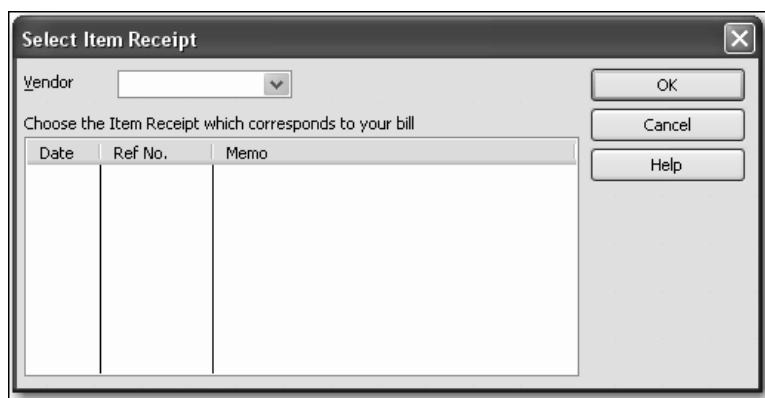 Select Item Receipt
Vendor
OK
Choose the Item Receipt which corresponds to your bill
Cancel
Date Ref No. Memo
Help